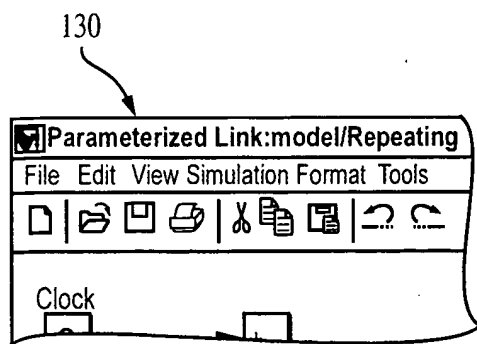 130
Parameterized Link:model/Repeating
File Edit View Simulation Format Tools
Clock